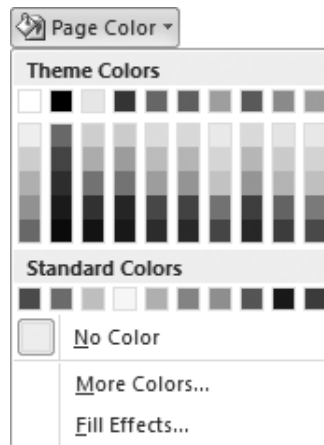 Page Color
Theme Colors
Standard Colors
No Color
More Colors...
Fill Effects...